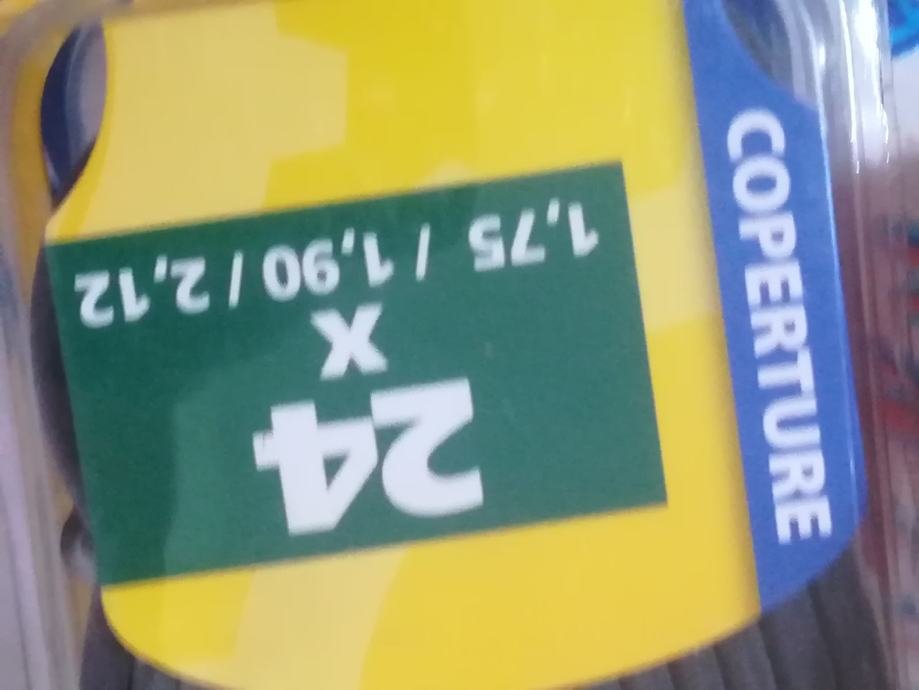 COPERTURE
24
x
1,75 / 1,90 / 2,12